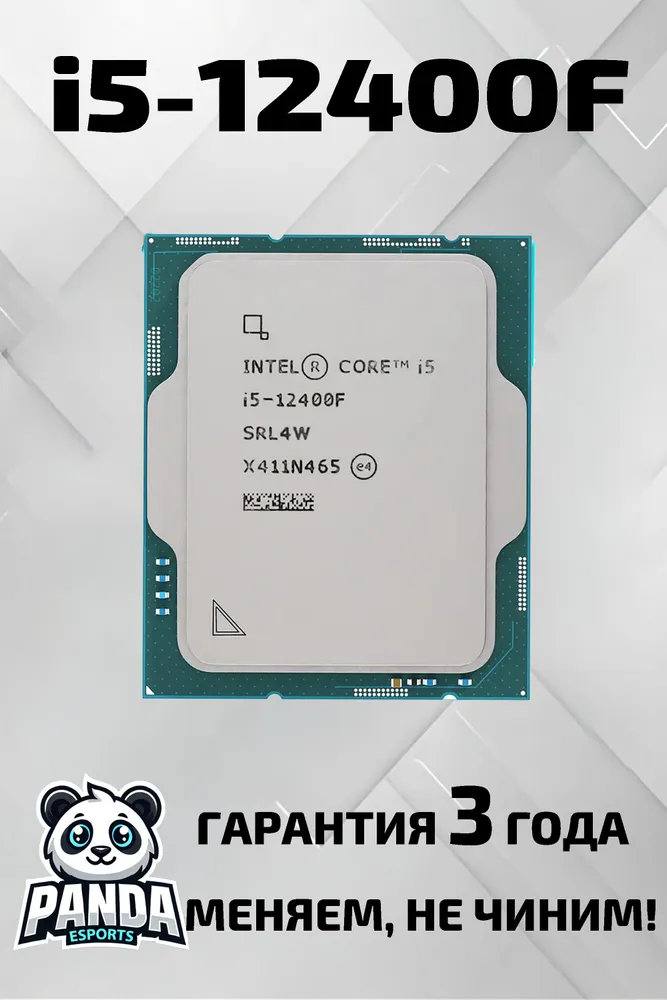 i5-12400F
INTEL® CORE™ i5
i5-12400F
SRL4W
X411N465 e4
ГАРАНТИЯ 3 ГОДА
PANDA
ESPORTS
МЕНЯЕМ, НЕ ЧИНИМ!